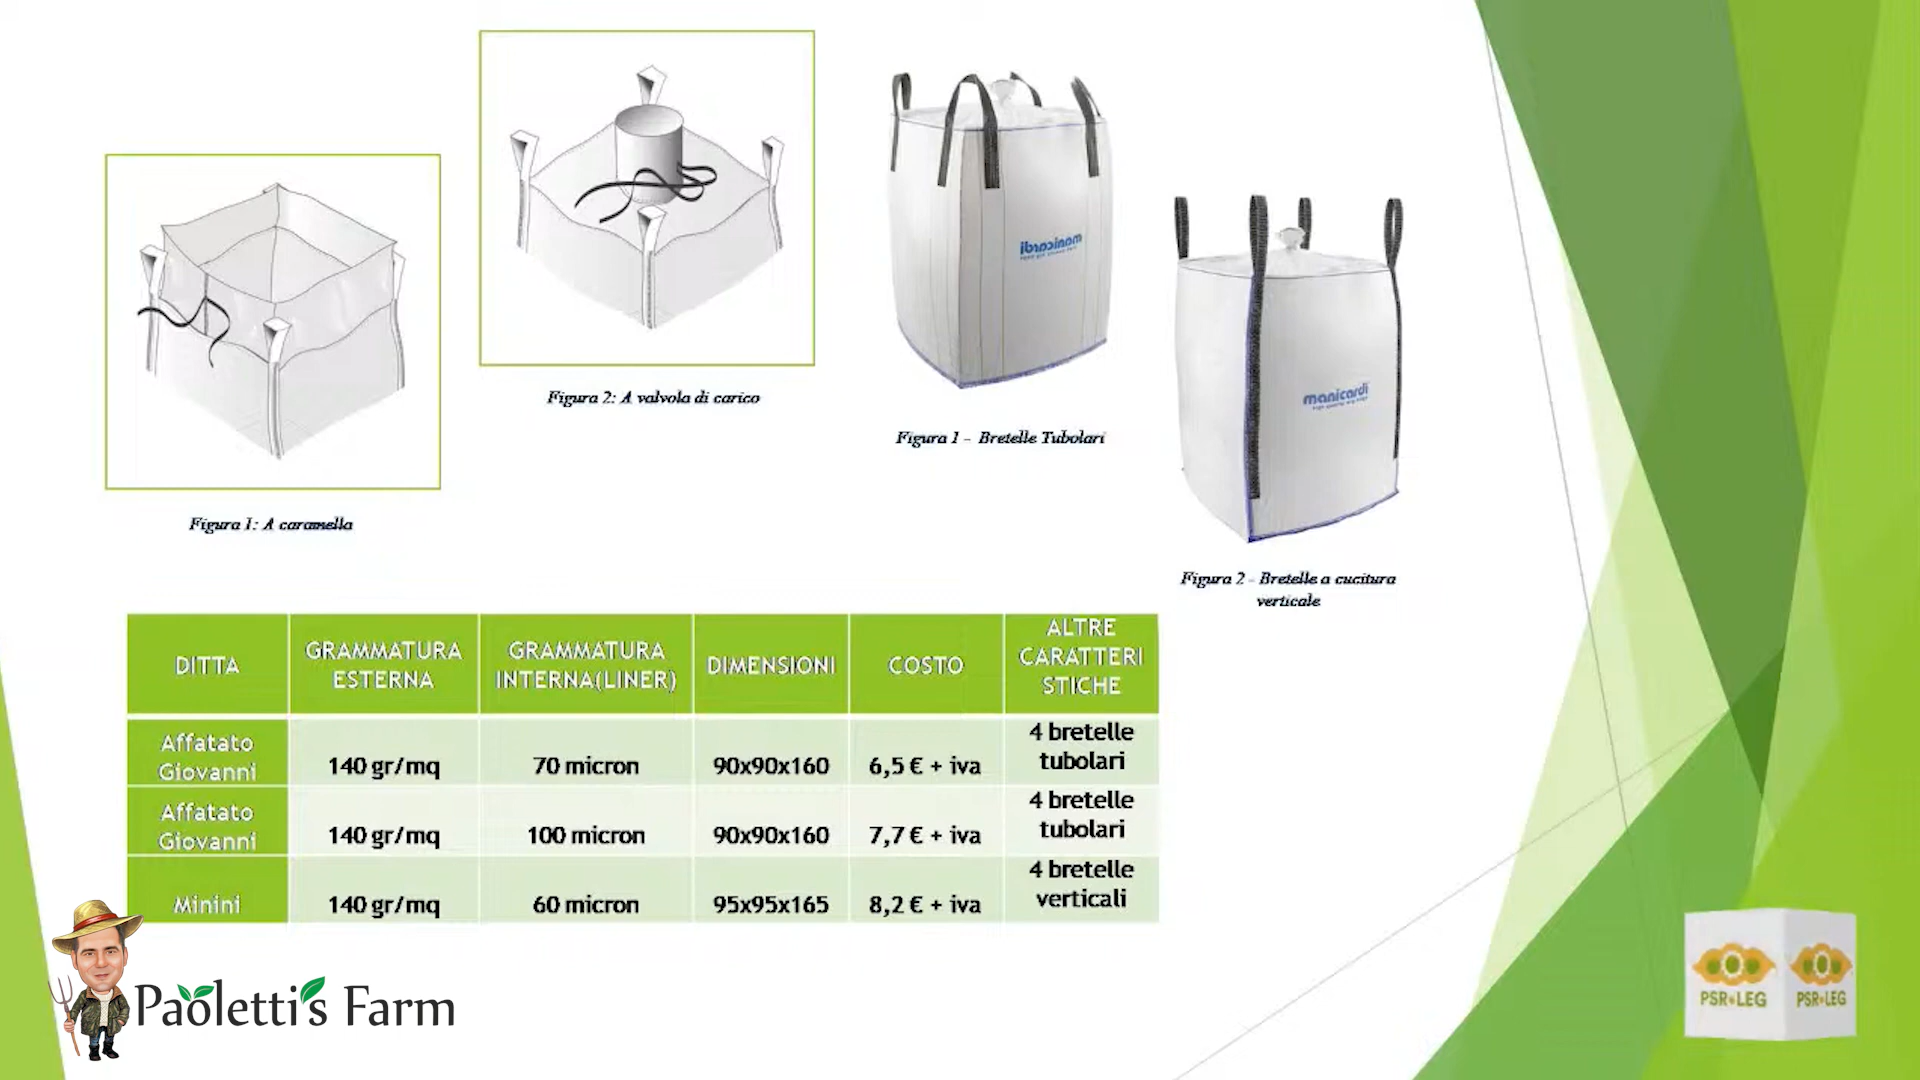 Figura 1: A caramella
Figura 2: A valvola di carico
manicardi
Figura 1 - Bretelle Tubolari
manicardi
Figura 2 - Bretelle a cucitura
verticale
DITTA
GRAMMATURA
ESTERNA
GRAMMATURA
INTERNA(LINER)
DIMENSIONI
COSTO
ALTRE
CARATTERI
STICHE
Affatato
Giovanni
140 gr/mq
70 micron
90x90x160
6,5 € + iva
4 bretelle
tubolari
Affatato
Giovanni
140 gr/mq
100 micron
90x90x160
7,7 € + iva
4 bretelle
tubolari
Minini
140 gr/mq
60 micron
95x95x165
8,2 € + iva
4 bretelle
verticali
Paoletti's Farm
PSR LEG
PSR LEG